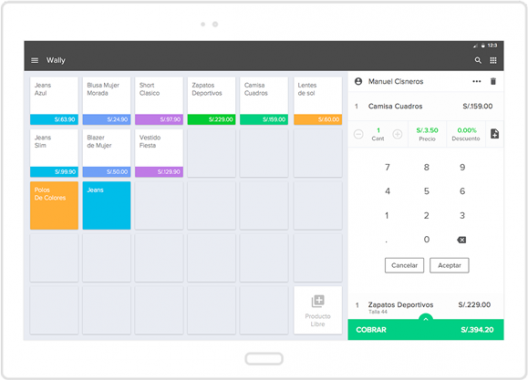 12:3
Wally
Jeans
Azul
S/.63.90
Blusa Mujer
Morada
S/.24.90
Short
Clasico
S/.57.90
Zapatos
Deportivos
S/.229.00
Camisa
Cuadros
S/.159.00
Lentes
de sol
S/.60.00
Jeans
Slim
S/.99.90
Blazer
de Mujer
S/.50.00
Vestido
Fiesta
S/.129.90
Polos
De Colores
Jeans
Producto
Libre
Manuel Cisneros
1 Camisa Cuadros S/.159.00
1 Cant
S/.3.50 Precio
0.00% Descuento
7 8 9
4 5 6
1 2 3
. 0
Cancelar Aceptar
1 Zapatos Deportivos S/.229.00
Talla 44
COBRAR S/.394.20